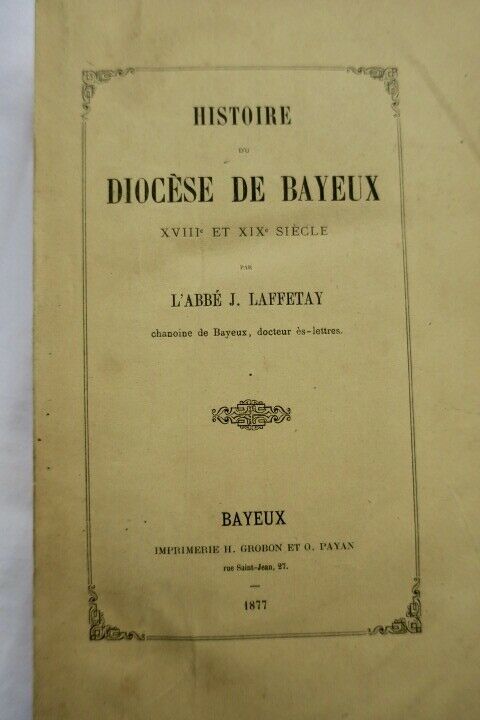 HISTOIRE
DU
DIOCÈSE DE BAYEUX
XVIIIe ET XIXe SIÈCLE
PAR
L'ABBÉ J. LAFFETAY
chanoine de Bayeux, docteur ès-lettres.
BAYEUX
IMPRIMERIE H. GROBON ET O. PAYAN
rue Saint-Jean, 27.
1877